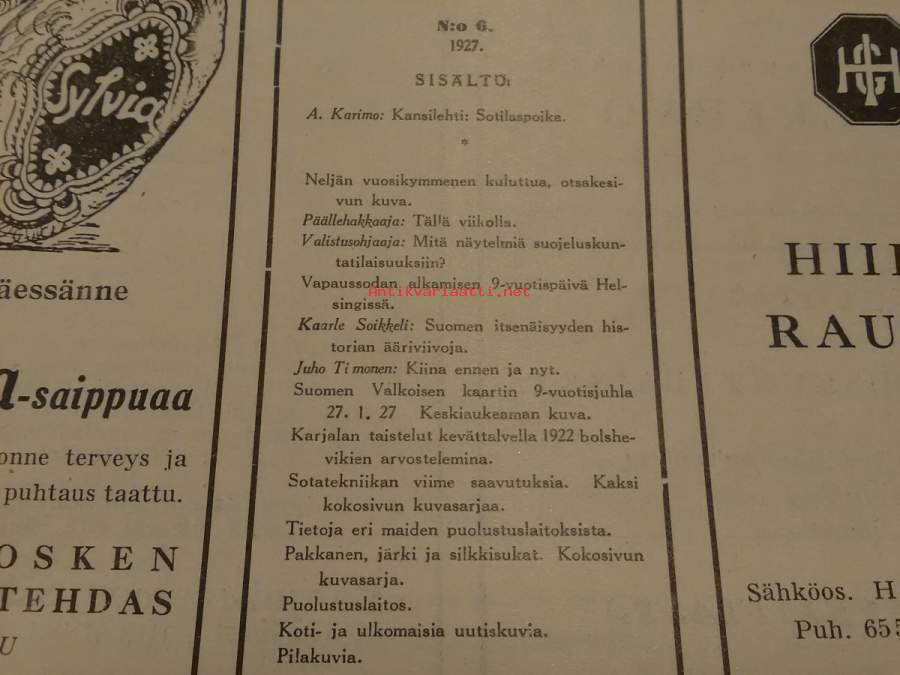 Sylvia
äessänne
a-saippuaa
onne terveys ja
puhtaus taattu.
OSKEN
TEHDAS
U
N:o 6.
1927.
SISÄLTÖ:
A. Karimo: Kansilehti: Sotilaspoika.
*
Neljän vuosikymmenen kuluttua, otsakesi-
vun kuva.
Päällehakkaaja: Tällä viikolla.
Valistusohjaaja: Mitä näytelmiä suojeluskun-
tatilaisuuksiin?
Vapaussodan alkamisen 9-vuotispäivä Hel-
singissä.
Antikvariaatti.net
Kaarle Soikkeli: Suomen itsenäisyyden his-
torian ääriviivoja.
Juho Timonen: Kiina ennen ja nyt.
Suomen Valkoisen kaartin 9-vuotisjuhla
27. 1. 27 Keskiaukeaman kuva.
Karjalan taistelut kevättalvella 1922 bolshe-
vikien arvostelemina.
Sotatekniikan viime saavutuksia. Kaksi
kokosivun kuvasarjaa.
Tietoja eri maiden puolustuslaitoksista.
Pakkanen, järki ja silkkisukat. Kokosivun
kuvasarja.
Puolustuslaitos.
Koti- ja ulkomaisia uutiskuvia.
Pilakuvia.
HII
RAU
Sähköos. H
Puh. 655